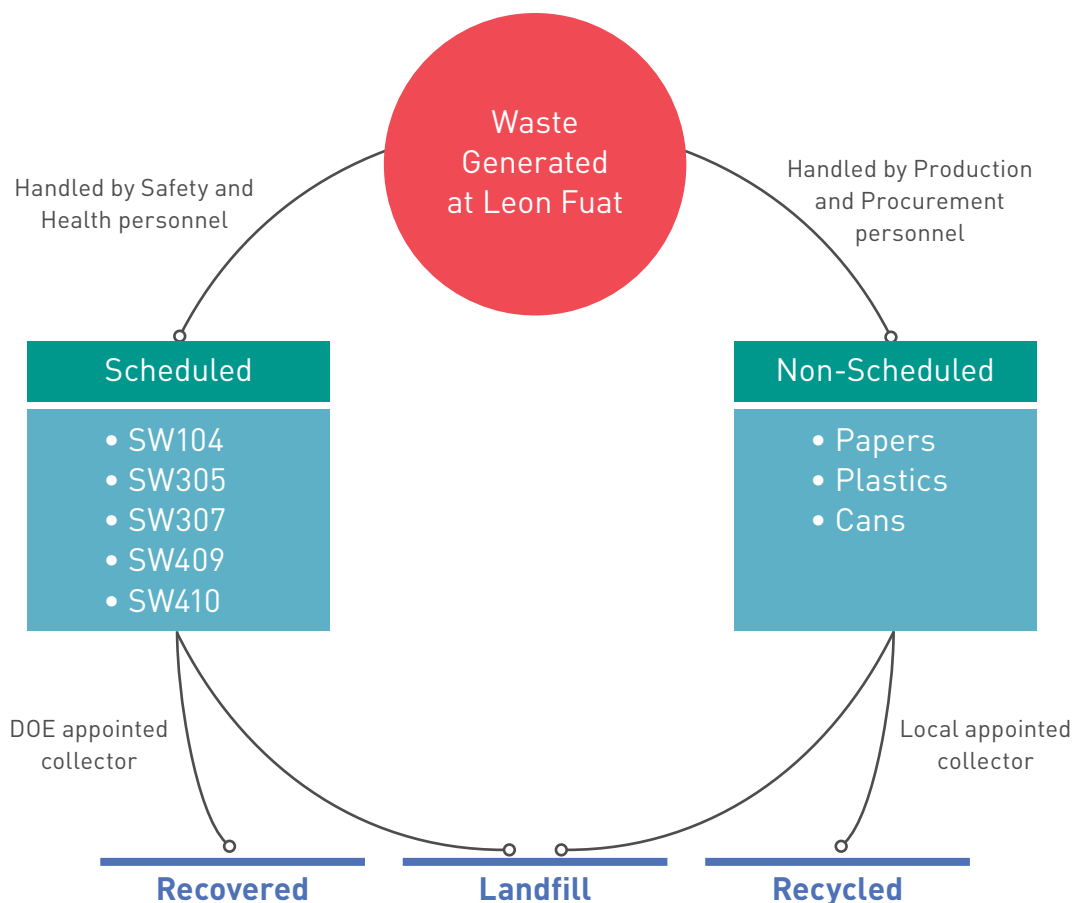 Waste
Generated
at Leon Fuat
Handled by Safety and
Health personnel
Handled by Production
and Procurement
personnel
Scheduled
• SW104
• SW305
• SW307
• SW409
• SW410
Non-Scheduled
• Papers
• Plastics
• Cans
DOE appointed
collector
Local appointed
collector
Recovered
Landfill
Recycled